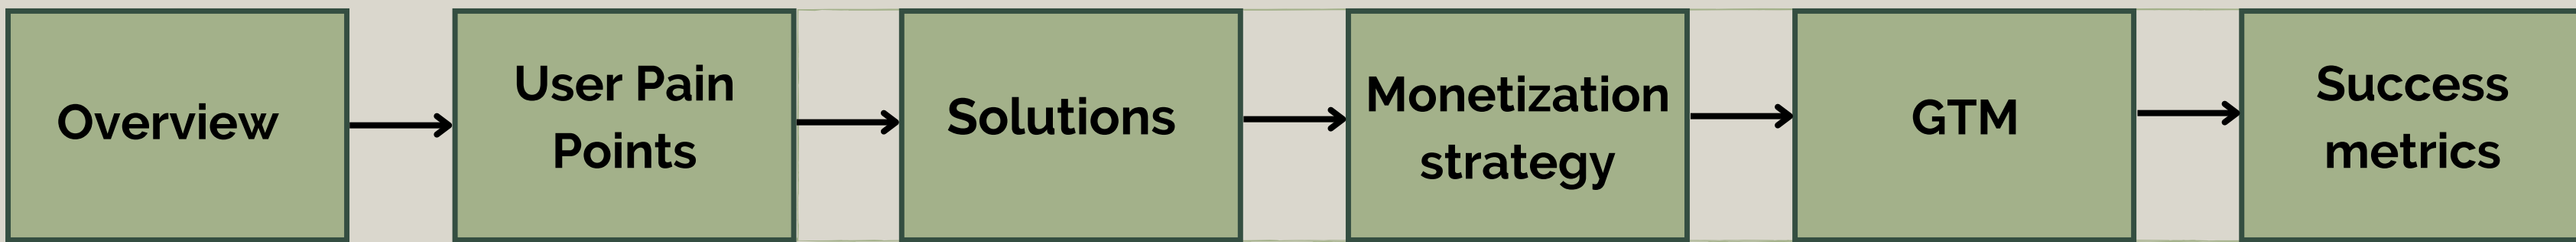 Overview
User Pain
Points
Solutions
Monetization
strategy
GTM
Success
metrics